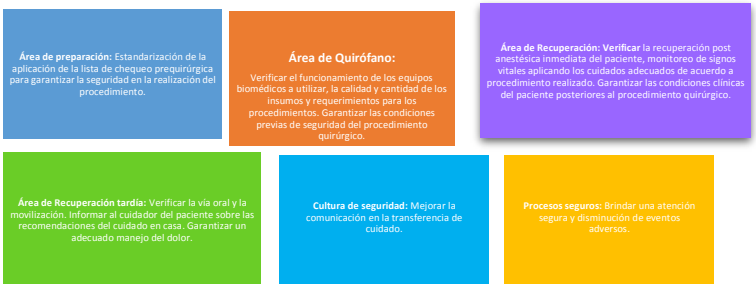 Área de preparación: Estandarización de la
aplicación de la lista de chequeo prequirúrgica
para garantizar la seguridad en la realización del
procedimiento.
Área de Quirófano:
Verificar el funcionamiento de los equipos
biomédicos a utilizar, la calidad y cantidad de los
insumos y requerimientos para los
procedimientos. Garantizar las condiciones
previas de seguridad del procedimiento
quirúrgico.
Área de Recuperación: Verificar la recuperación post
anestésica inmediata del paciente, monitoreo de signos
vitales aplicando los cuidados adecuados de acuerdo a
procedimiento realizado. Garantizar las condiciones clínicas
del paciente posteriores al procedimiento quirúrgico.
Área de Recuperación tardía: Verificar la vía oral y la
movilización. Informar al cuidador del paciente sobre las
recomendaciones del cuidado en casa. Garantizar un
adecuado manejo del dolor.
Cultura de seguridad: Mejorar la
comunicación en la transferencia de
cuidado.
Procesos seguros: Brindar una atención
segura y disminución de eventos
adversos.